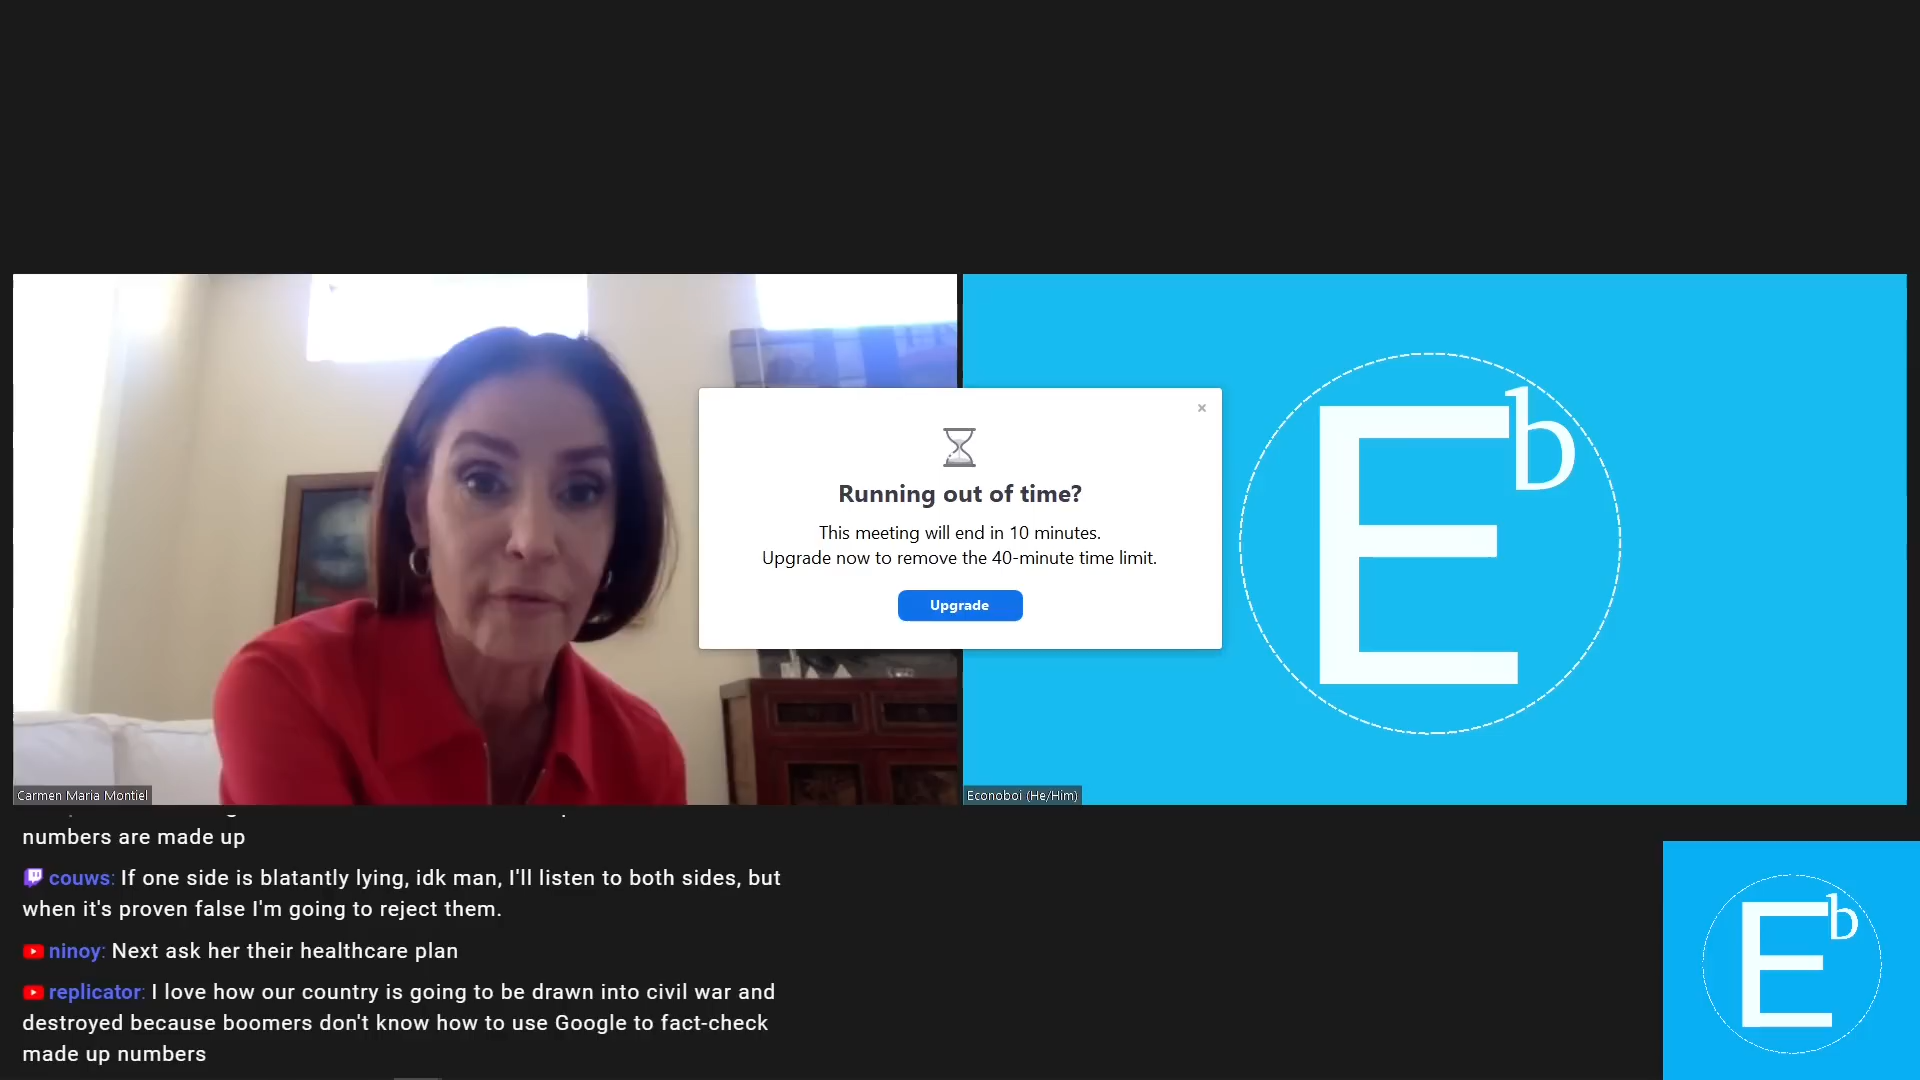 Running out of time?
This meeting will end in 10 minutes.
Upgrade now to remove the 40-minute time limit.
Upgrade
Eb
Carmen Maria Montiel
Econoboi (He/Him)
numbers are made up
couws: If one side is blatantly lying, idk man, I'll listen to both sides, but
when it's proven false I'm going to reject them.
ninoy: Next ask her their healthcare plan
replicator: I love how our country is going to be drawn into civil war and
destroyed because boomers don't know how to use Google to fact-check
made up numbers
Eb